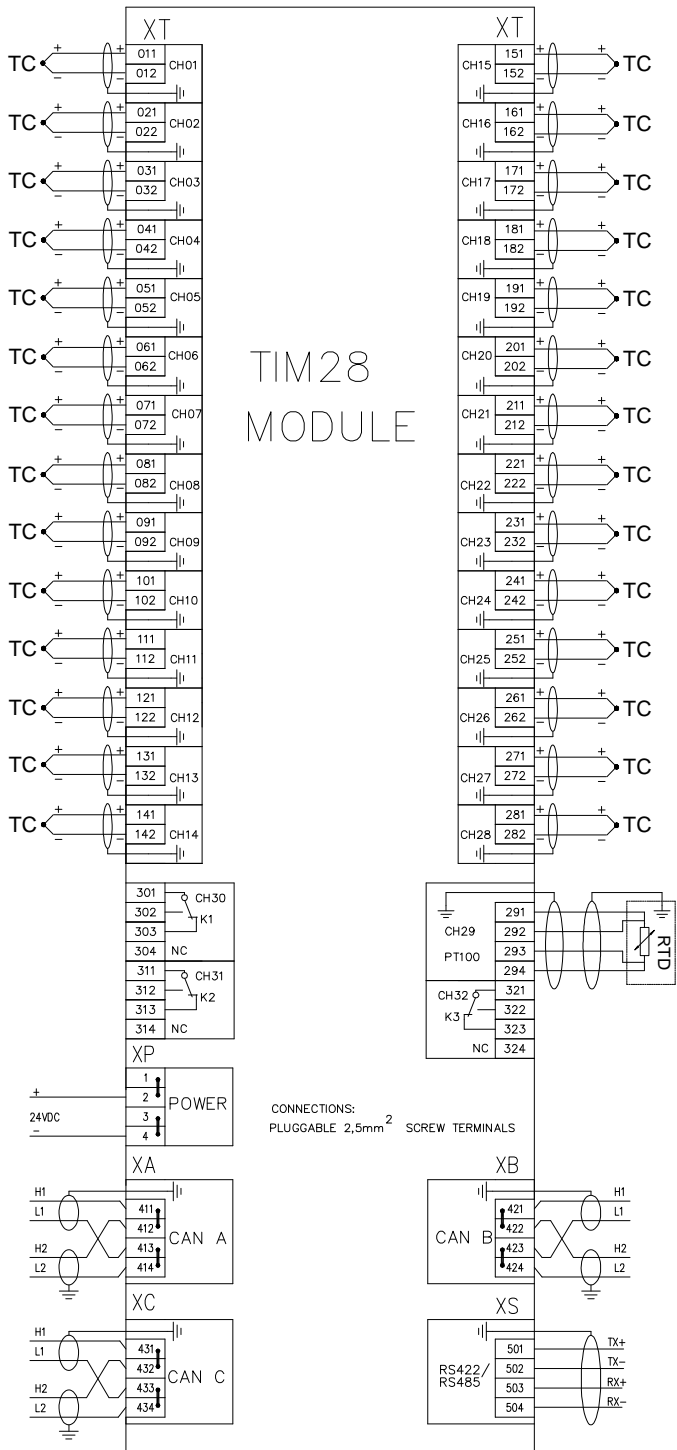 XT
XT
TC + − + − 011 012 CH01
TC + − + − 021 022 CH02
TC + − + − 031 032 CH03
TC + − + − 041 042 CH04
TC + − + − 051 052 CH05
TC + − + − 061 062 CH06
TC + − + − 071 072 CH07
TC + − + − 081 082 CH08
TC + − + − 091 092 CH09
TC + − + − 101 102 CH10
TC + − + − 111 112 CH11
TC + − + − 121 122 CH12
TC + − + − 131 132 CH13
TC + − + − 141 142 CH14
TIM28
MODULE
CH15 151 152 + − + − TC
CH16 161 162 + − + − TC
CH17 171 172 + − + − TC
CH18 181 182 + − + − TC
CH19 191 192 + − + − TC
CH20 201 202 + − + − TC
CH21 211 212 + − + − TC
CH22 221 222 + − + − TC
CH23 231 232 + − + − TC
CH24 241 242 + − + − TC
CH25 251 252 + − + − TC
CH26 261 262 + − + − TC
CH27 271 272 + − + − TC
CH28 281 282 + − + − TC
301 CH30
302 K1
303
304 NC
311 CH31
312 K2
313
314 NC
291
CH29 292
PT100 293
294
RTD
CH32 321
K3 322
323
NC 324
XP
+ 1
2 POWER
24VDC 3
− 4
CONNECTIONS:
PLUGGABLE 2,5mm2 SCREW TERMINALS
XA
H1 411
L1 412
CAN A
H2 413
L2 414
XB
421 H1
422 L1
CAN B
423 H2
424 L2
XC
H1 431
L1 432
CAN C
H2 433
L2 434
XS
501 TX+
RS422/ 502 TX-
RS485 503 RX+
504 RX-